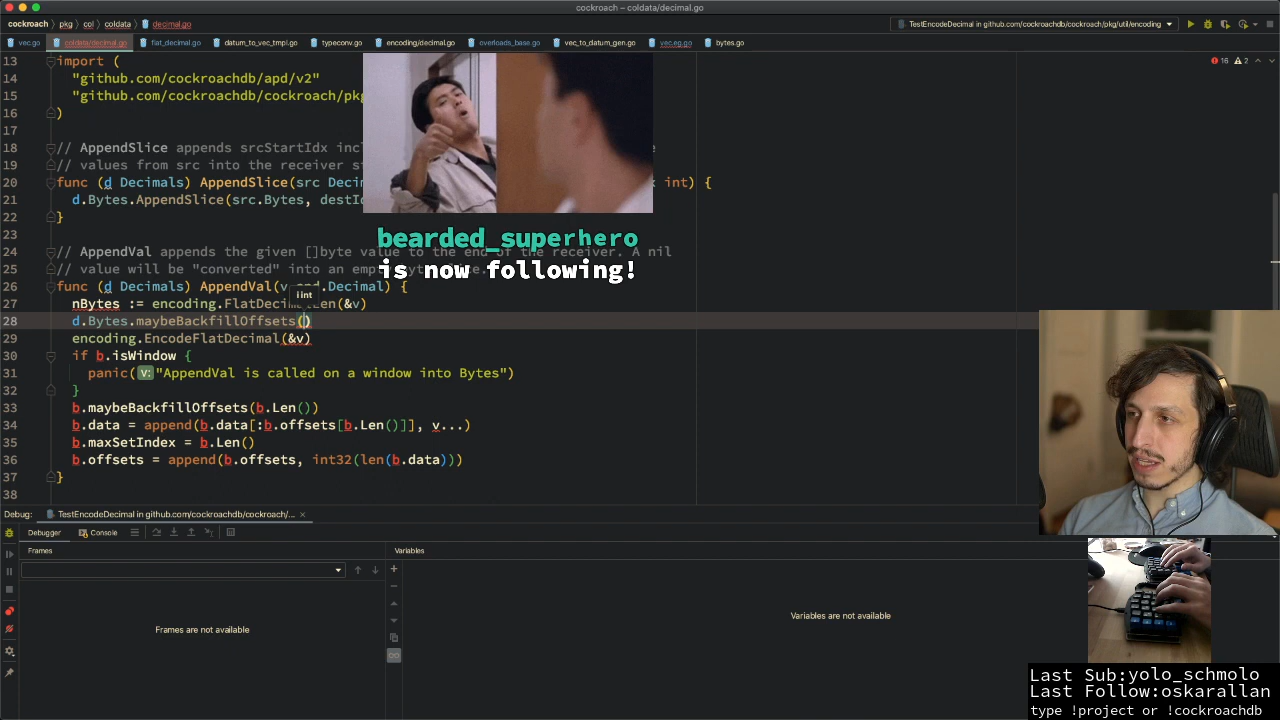 cockroach – coldata/decimal.go
cockroach › pkg › col › coldata › decimal.go
TestEncodeDecimal in github.com/cockroachdb/cockroach/pkg/util/encoding
vec.go
coldata/decimal.go
flat_decimal.go
datum_to_vec_tmpl.go
typeconv.go
encoding/decimal.go
overloads_base.go
vec_to_datum_gen.go
vec.eg.go
bytes.go
16 2
13 import (
14 "github.com/cockroachdb/apd/v2"
15 "github.com/cockroachdb/cockroach/pk
16 )
17
18 // AppendSlice appends srcStartIdx inc
19 // values from src into the receiver s
20 func (d Decimals) AppendSlice(src Deci int) {
21 d.Bytes.AppendSlice(src.Bytes, dest
22 }
23
bearded_superhero
is now following!
24 // AppendVal appends the given []byte value to the end of the receiver. A nil
25 // value will be "converted" into an
26 func (d Decimals) AppendVal(v apd.Decimal) {
i int
27 nBytes := encoding.FlatDecimalLen(&v)
28 d.Bytes.maybeBackfillOffsets()
29 encoding.EncodeFlatDecimal(&v)
30 if b.isWindow {
31 panic( v: "AppendVal is called on a window into Bytes")
32 }
33 b.maybeBackfillOffsets(b.Len())
34 b.data = append(b.data[:b.offsets[b.Len()]], v...)
35 b.maxSetIndex = b.Len()
36 b.offsets = append(b.offsets, int32(len(b.data)))
37 }
38
Debug: TestEncodeDecimal in github.com/cockroachdb/cockroach/...
Debugger Console
Frames
Variables
Frames are not available
Variables are not available
Last Sub:yolo_schmolo
Last Follow:oskarallan
type !project or !cockroachdb